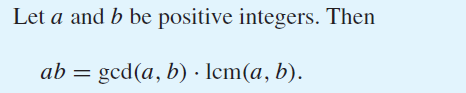 Let a and b be positive integers. Then
ab = gcd(a, b) · lcm(a, b).